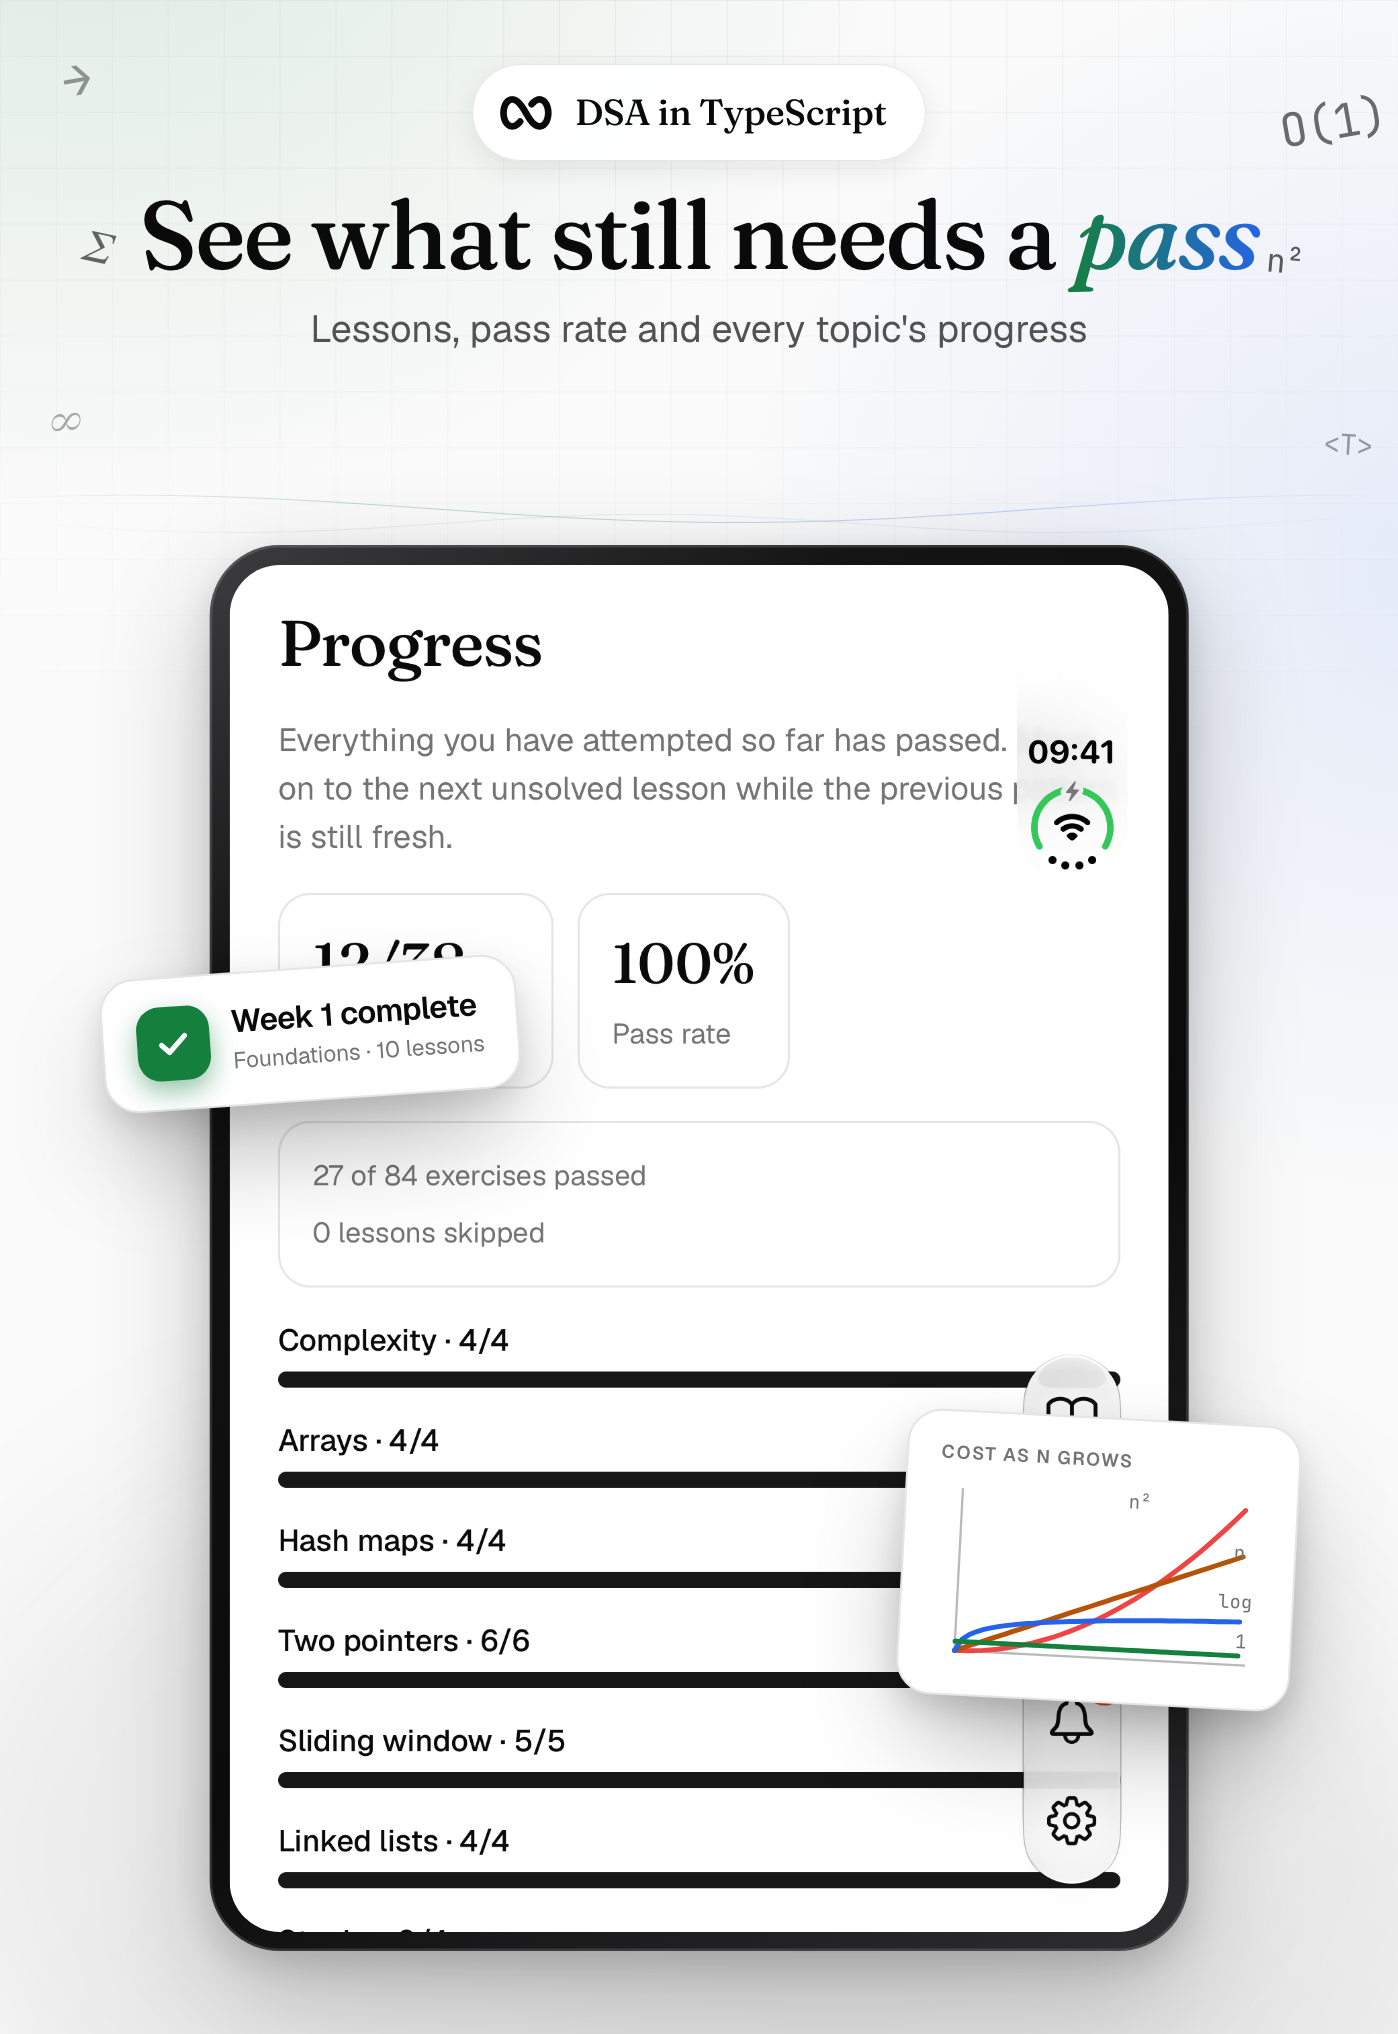 DSA in TypeScript
O(1)
See what still needs a pass
Σ
n²
Lessons, pass rate and every topic's progress
∞
<T>
Progress
Everything you have attempted so far has passed.
on to the next unsolved lesson while the previous
is still fresh.
09:41
12/78
100%
Pass rate
Week 1 complete
Foundations · 10 lessons
27 of 84 exercises passed
0 lessons skipped
Complexity · 4/4
Arrays · 4/4
Hash maps · 4/4
Two pointers · 6/6
Sliding window · 5/5
Linked lists · 4/4
COST AS N GROWS
n²
n
log
1